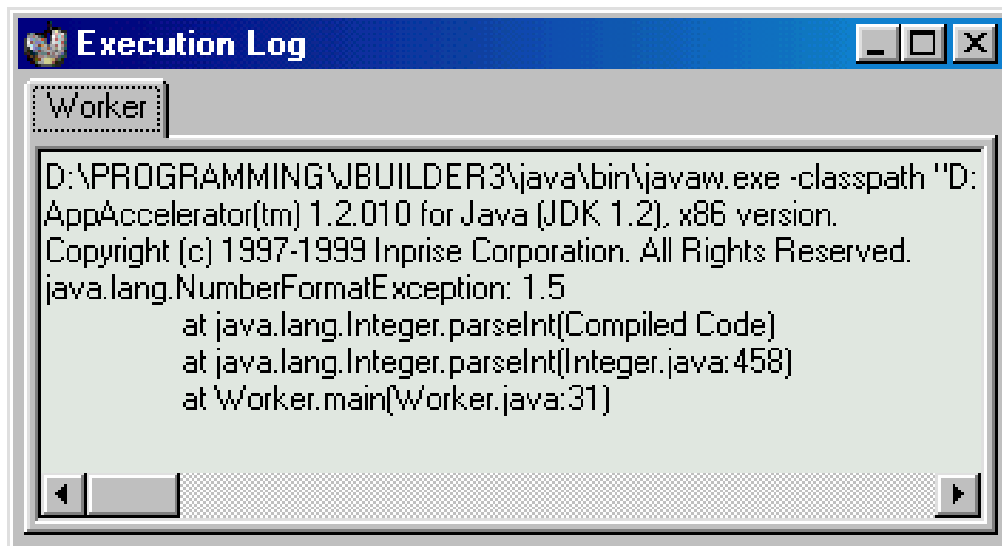 Execution Log
Worker
D:\PROGRAMMING\JBUILDER3\java\bin\javaw.exe -classpath "D:
AppAccelerator(tm) 1.2.010 for Java (JDK 1.2), x86 version.
Copyright (c) 1997-1999 Inprise Corporation. All Rights Reserved.
java.lang.NumberFormatException: 1.5
at java.lang.Integer.parseInt(Compiled Code)
at java.lang.Integer.parseInt(Integer.java:458)
at Worker.main(Worker.java:31)